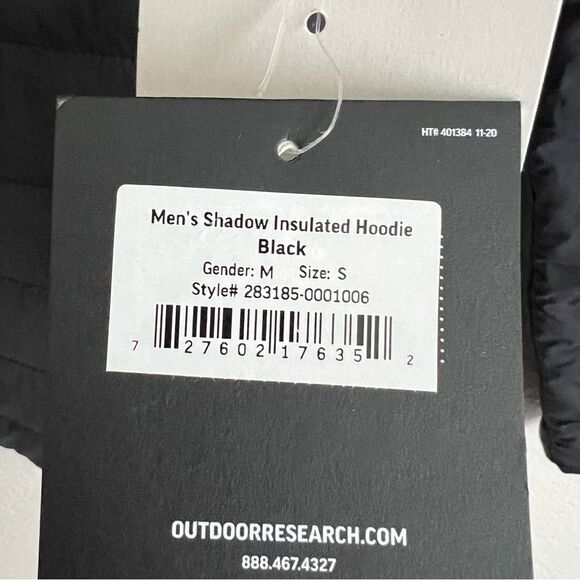 HT# 401384 11-20
Men's Shadow Insulated Hoodie
Black
Gender: M Size: S
Style# 283185-0001006
7 27602 17635 2
OUTDOORRESEARCH.COM
888.467.4327